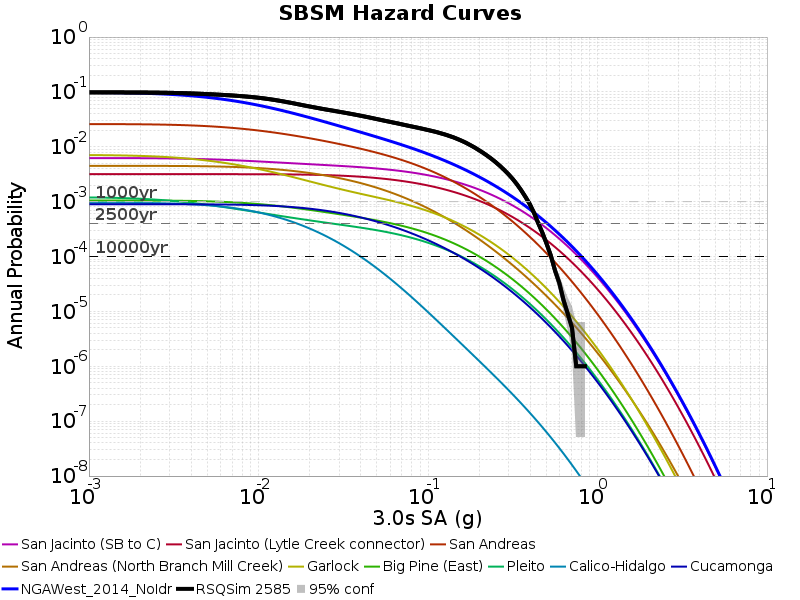 SBSM Hazard Curves
10^0
10^-1
10^-2
10^-3
10^-4
10^-5
10^-6
10^-7
10^-8
1000yr
2500yr
10000yr
Annual Probability
10^-3 10^-2 10^-1 10^0 10^1
3.0s SA (g)
San Jacinto (SB to C) San Jacinto (Lytle Creek connector) San Andreas
San Andreas (North Branch Mill Creek) Garlock Big Pine (East) Pleito Calico-Hidalgo Cucamonga
NGAWest_2014_NoIdr RSQSim 2585 95% conf